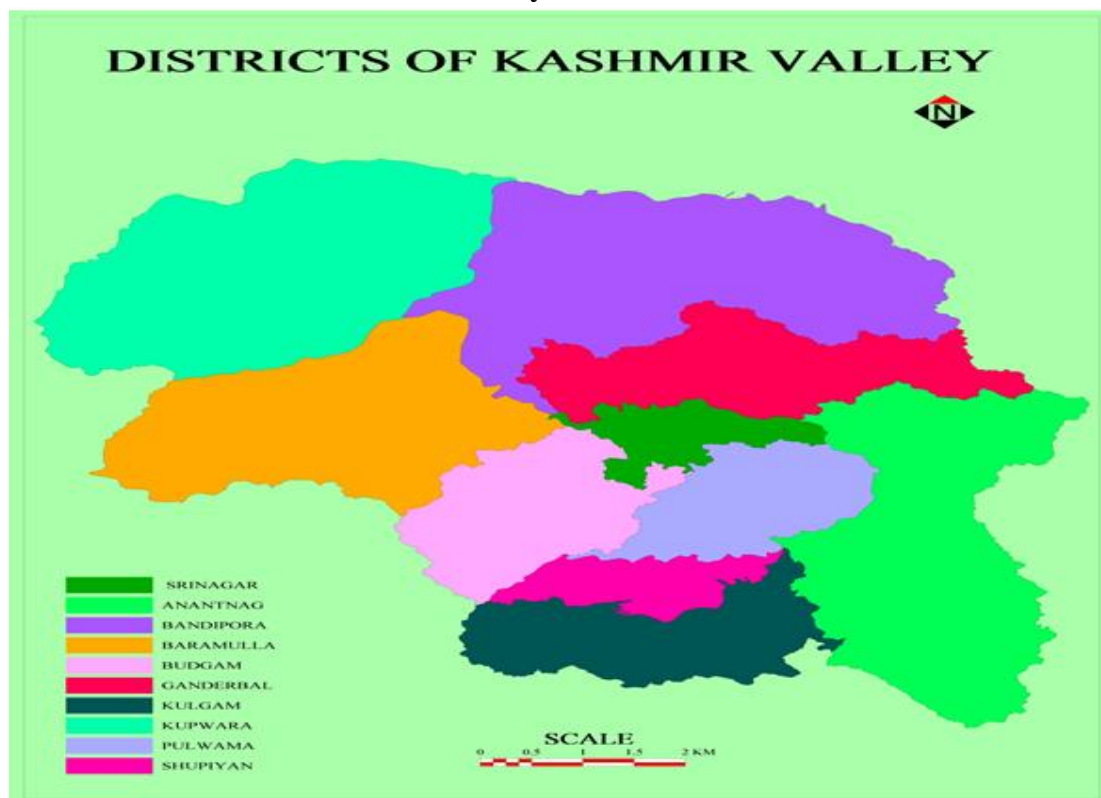 DISTRICTS OF KASHMIR VALLEY
N
SRINAGAR
ANANTNAG
BANDIPORA
BARAMULLA
BUDGAM
GANDERBAL
KULGAM
KUPWARA
PULWAMA
SHUPIYAN
SCALE
0 0.5 1 1.5 2 KM